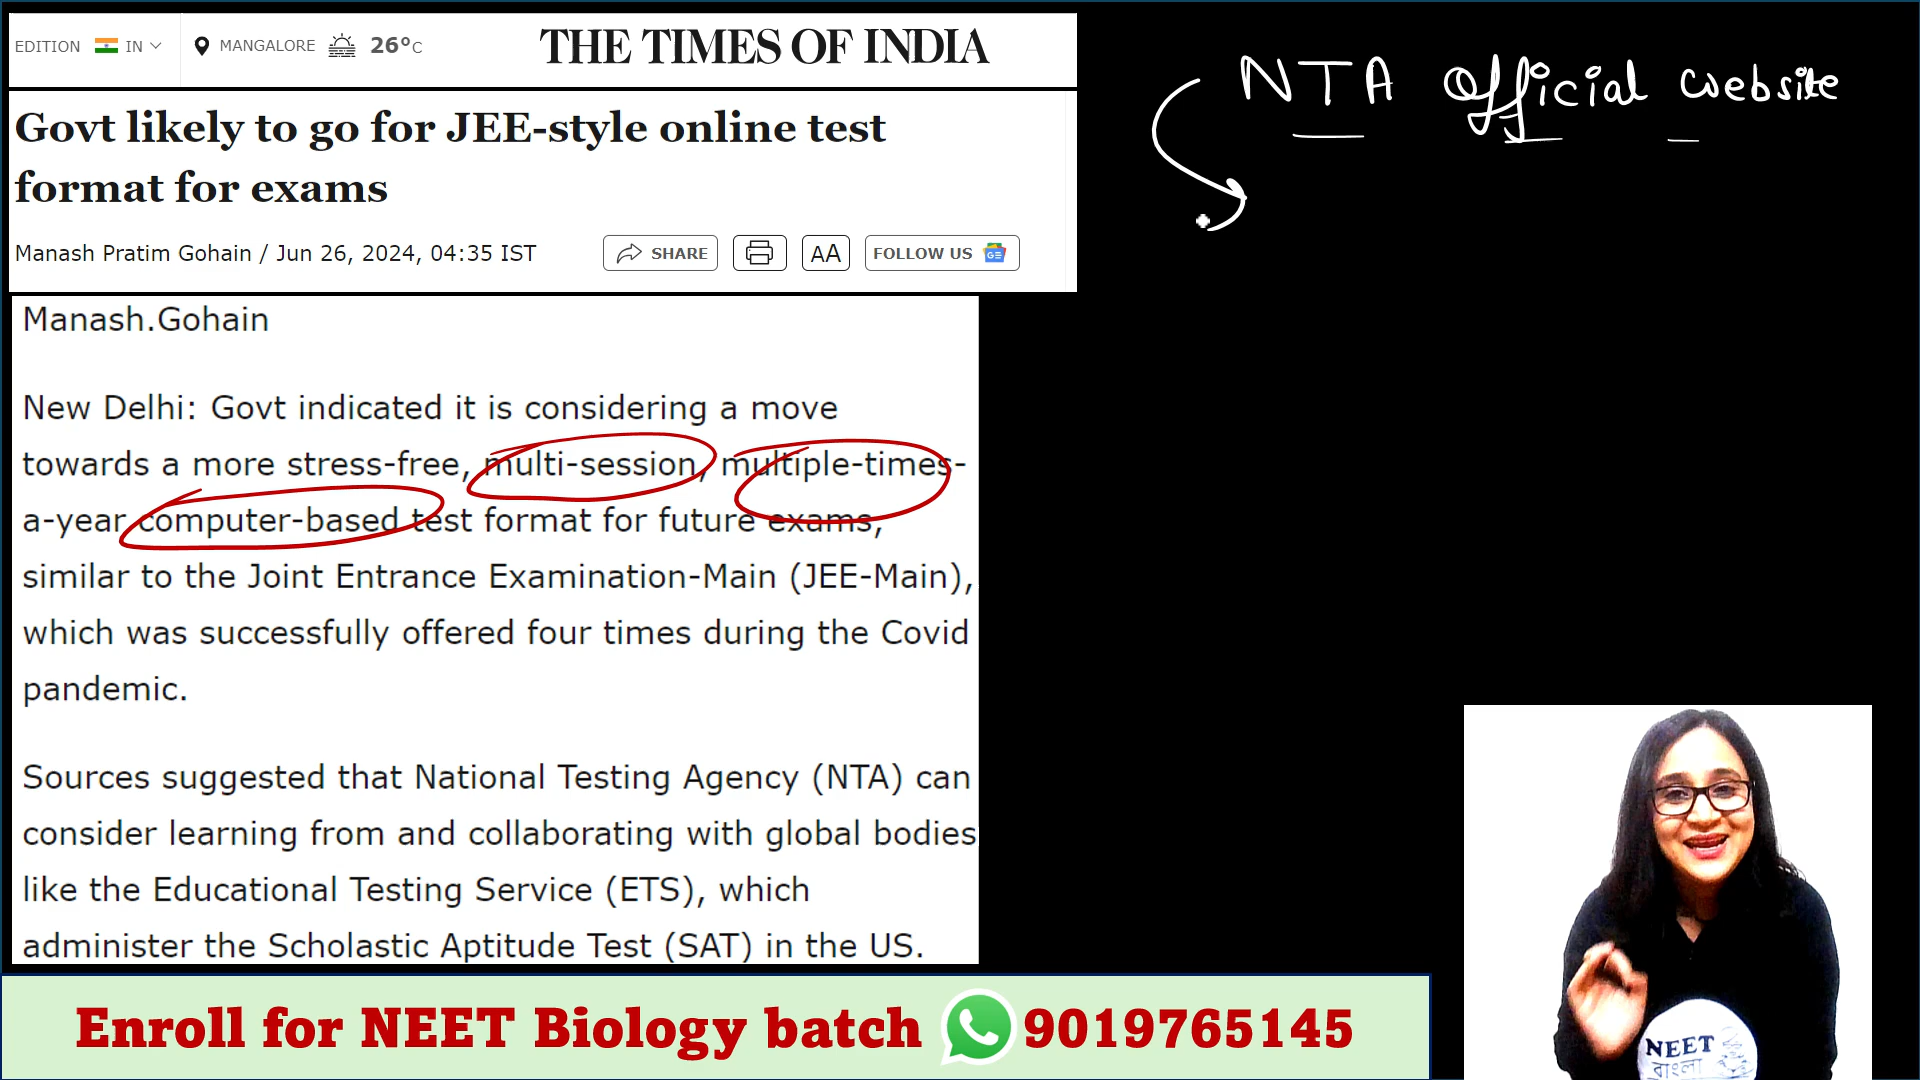 EDITION IN MANGALORE 26°C THE TIMES OF INDIA
Govt likely to go for JEE-style online test
format for exams
Manash Pratim Gohain / Jun 26, 2024, 04:35 IST SHARE AA FOLLOW US GE
Manash.Gohain
New Delhi: Govt indicated it is considering a move
towards a more stress-free, multi-session, multiple-times-
a-year computer-based test format for future exams,
similar to the Joint Entrance Examination-Main (JEE-Main),
which was successfully offered four times during the Covid
pandemic.
Sources suggested that National Testing Agency (NTA) can
consider learning from and collaborating with global bodies
like the Educational Testing Service (ETS), which
administer the Scholastic Aptitude Test (SAT) in the US.
NTA Official website
Enroll for NEET Biology batch 9019765145
NEET
বাংলা